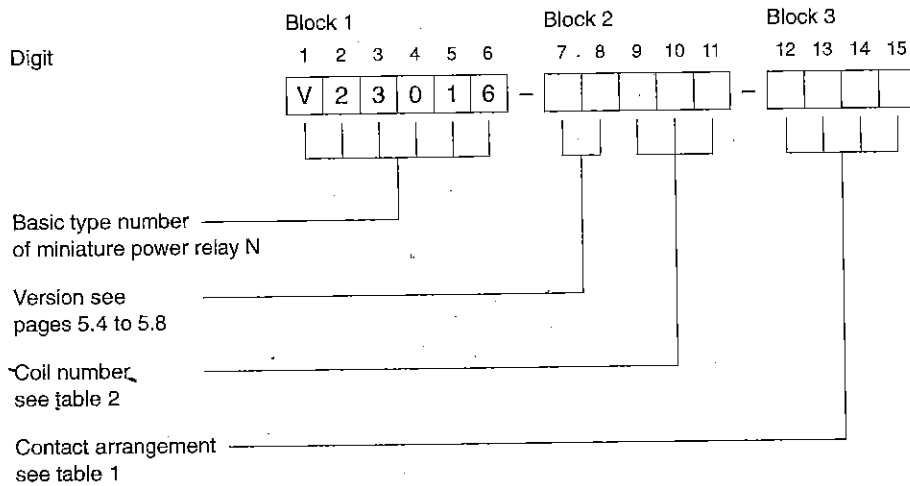 Block 1 Block 2 Block 3
Digit 1 2 3 4 5 6 7 8 9 10 11 12 13 14 15
V 2 3 0 1 6 – –
Basic type number
of miniature power relay N
Version see
pages 5.4 to 5.8
Coil number
see table 2
Contact arrangement
see table 1